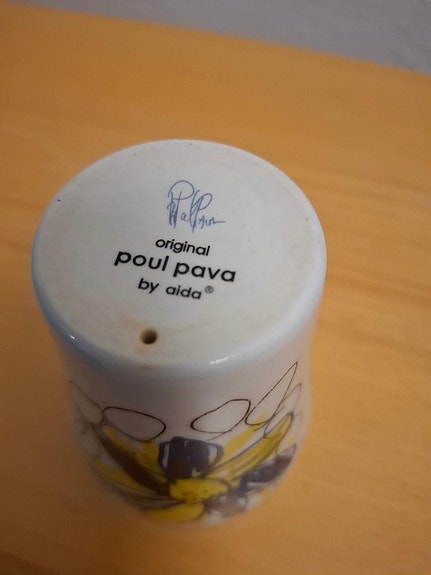 original
poul pava
by aida®